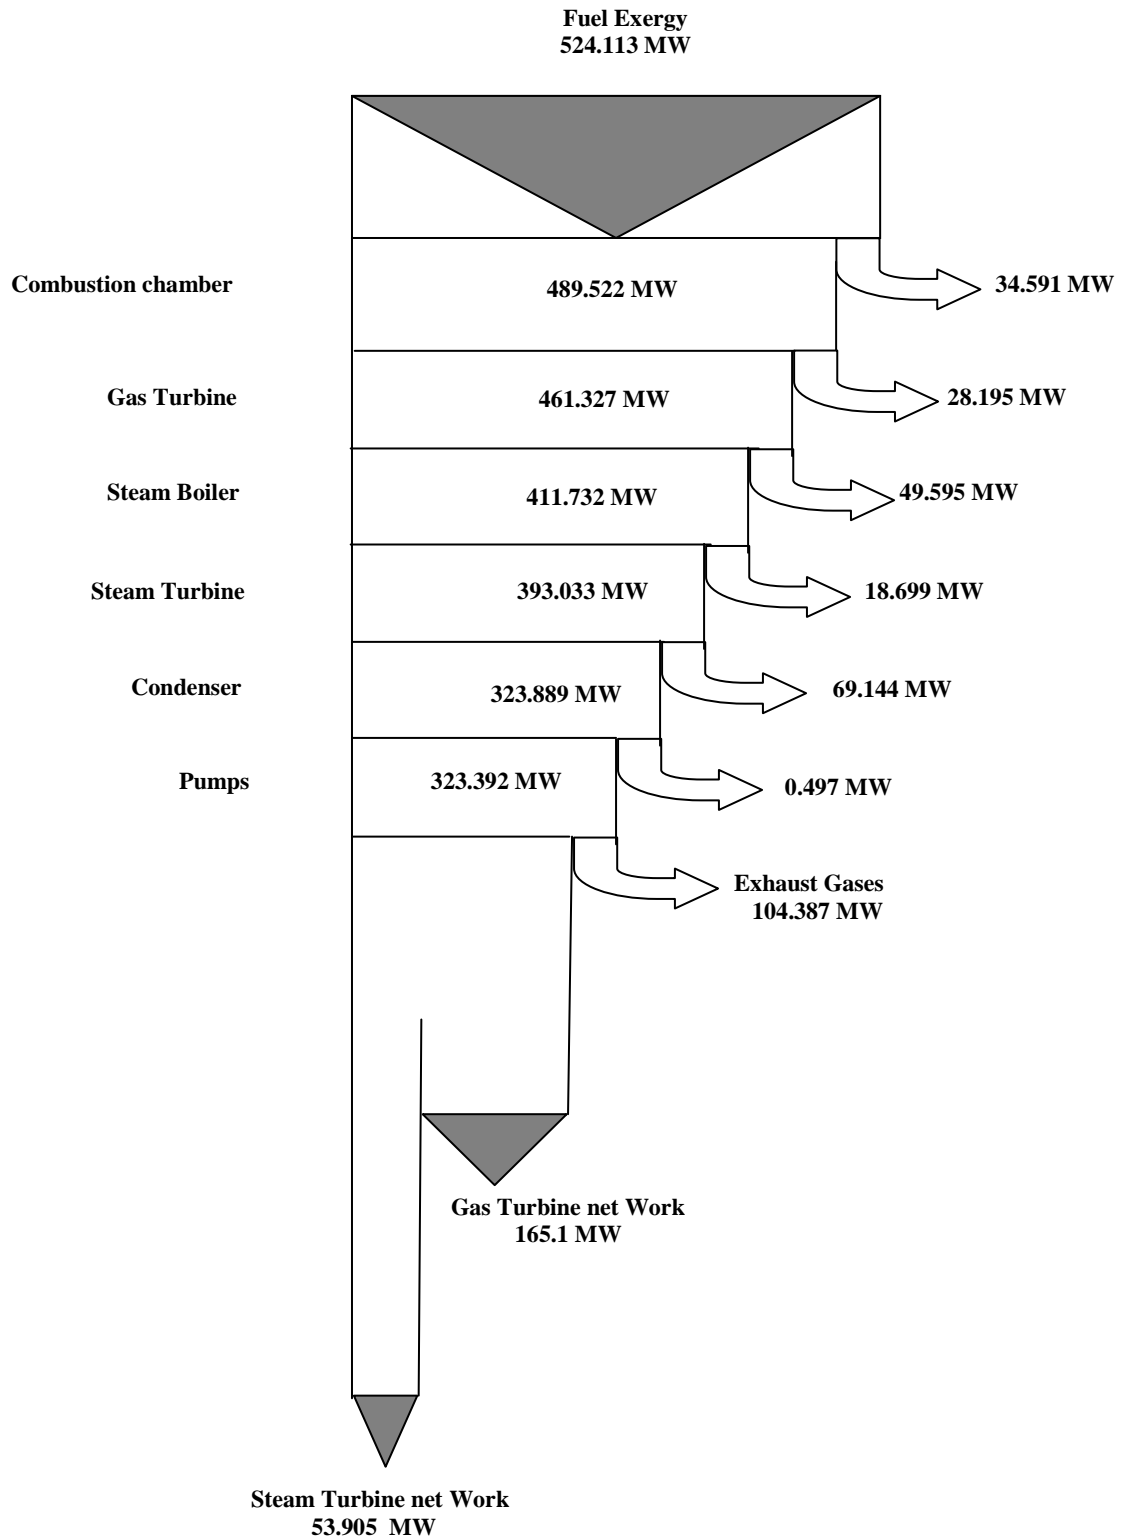 Fuel Exergy
524.113 MW
Combustion chamber
489.522 MW
34.591 MW
Gas Turbine
461.327 MW
28.195 MW
Steam Boiler
411.732 MW
49.595 MW
Steam Turbine
393.033 MW
18.699 MW
Condenser
323.889 MW
69.144 MW
Pumps
323.392 MW
0.497 MW
Exhaust Gases
104.387 MW
Gas Turbine net Work
165.1 MW
Steam Turbine net Work
53.905 MW